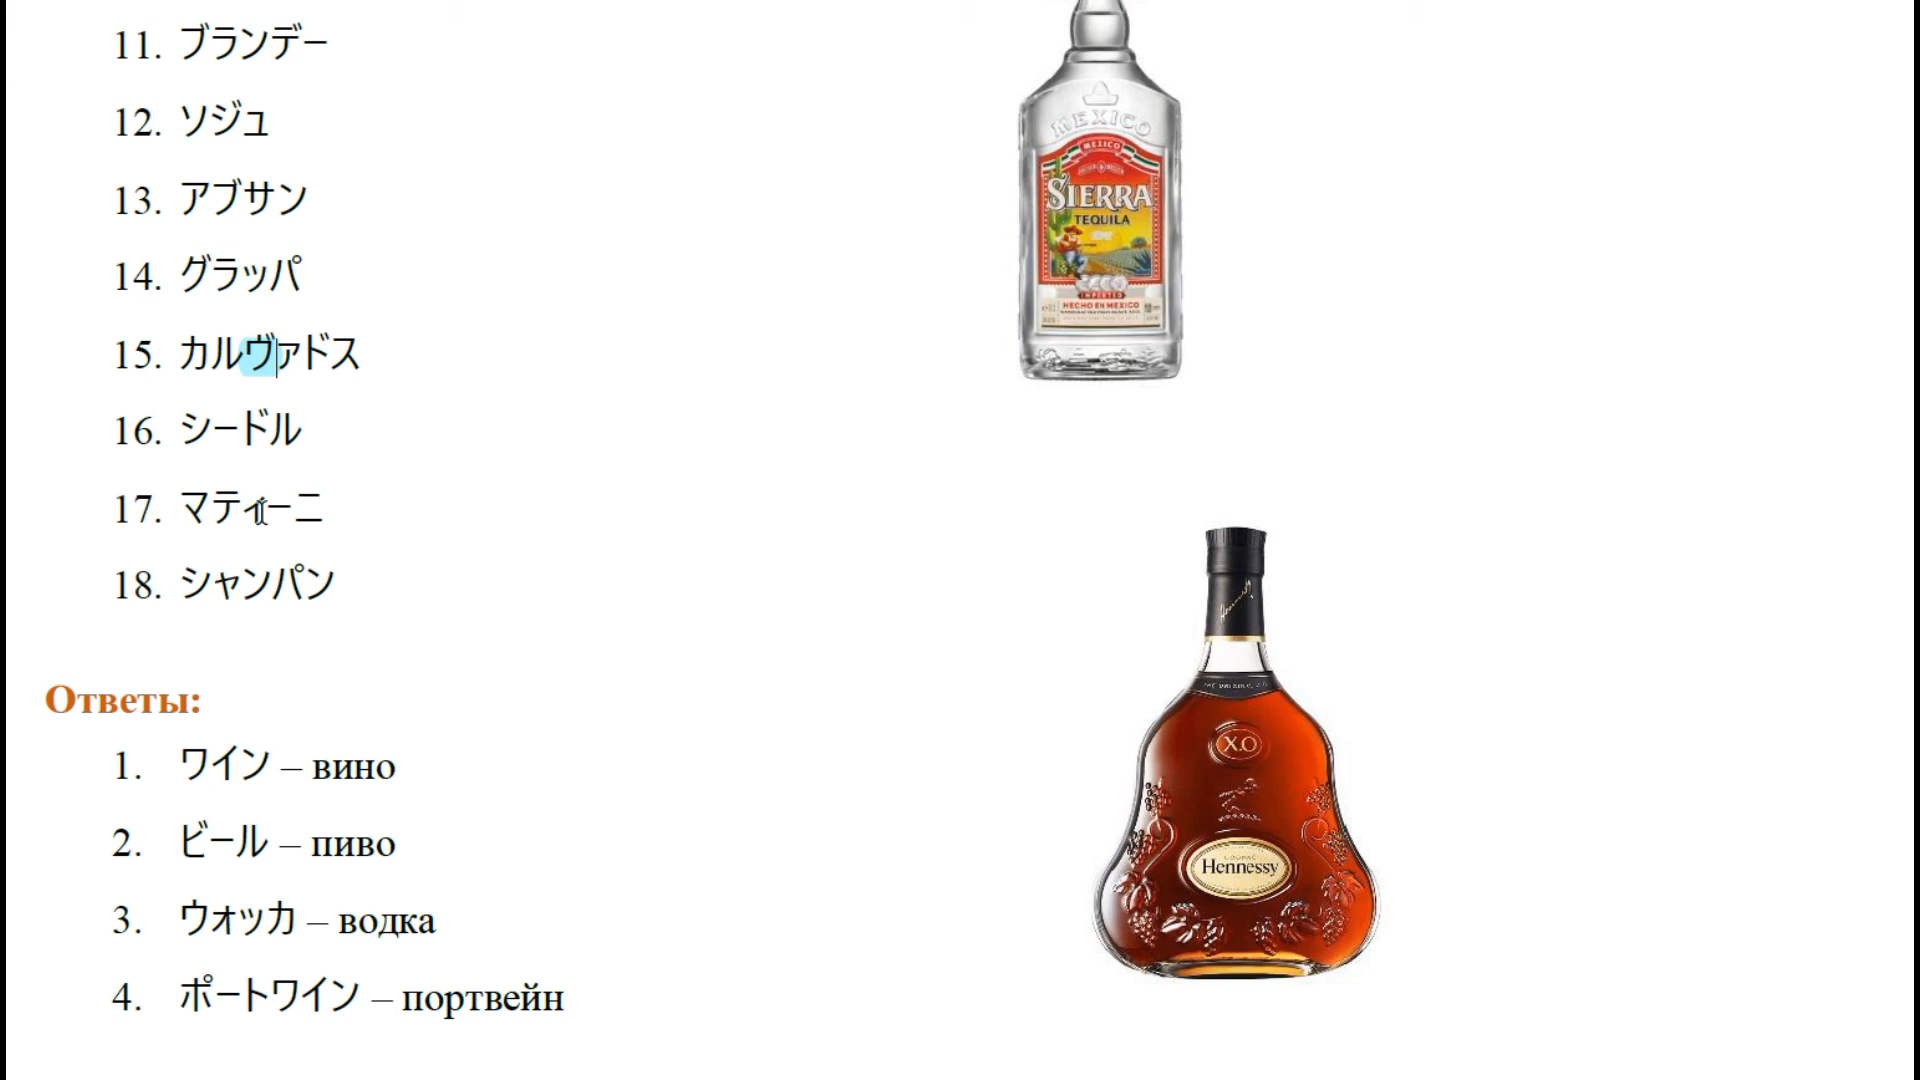 11. ブランデー
12. ソジュ
13. アブサン
14. グラッパ
15. カルヴァドス
16. シードル
17. マティーニ
18. シャンパン
Ответы:
1. ワイン – вино
2. ビール – пиво
3. ウォッカ – водка
4. ポートワイン – портвейн
MEXICO
MEXICO
SIERRA
TEQUILA
IMPORTED
HECHO EN MEXICO
X.O
COGNAC
Hennessy